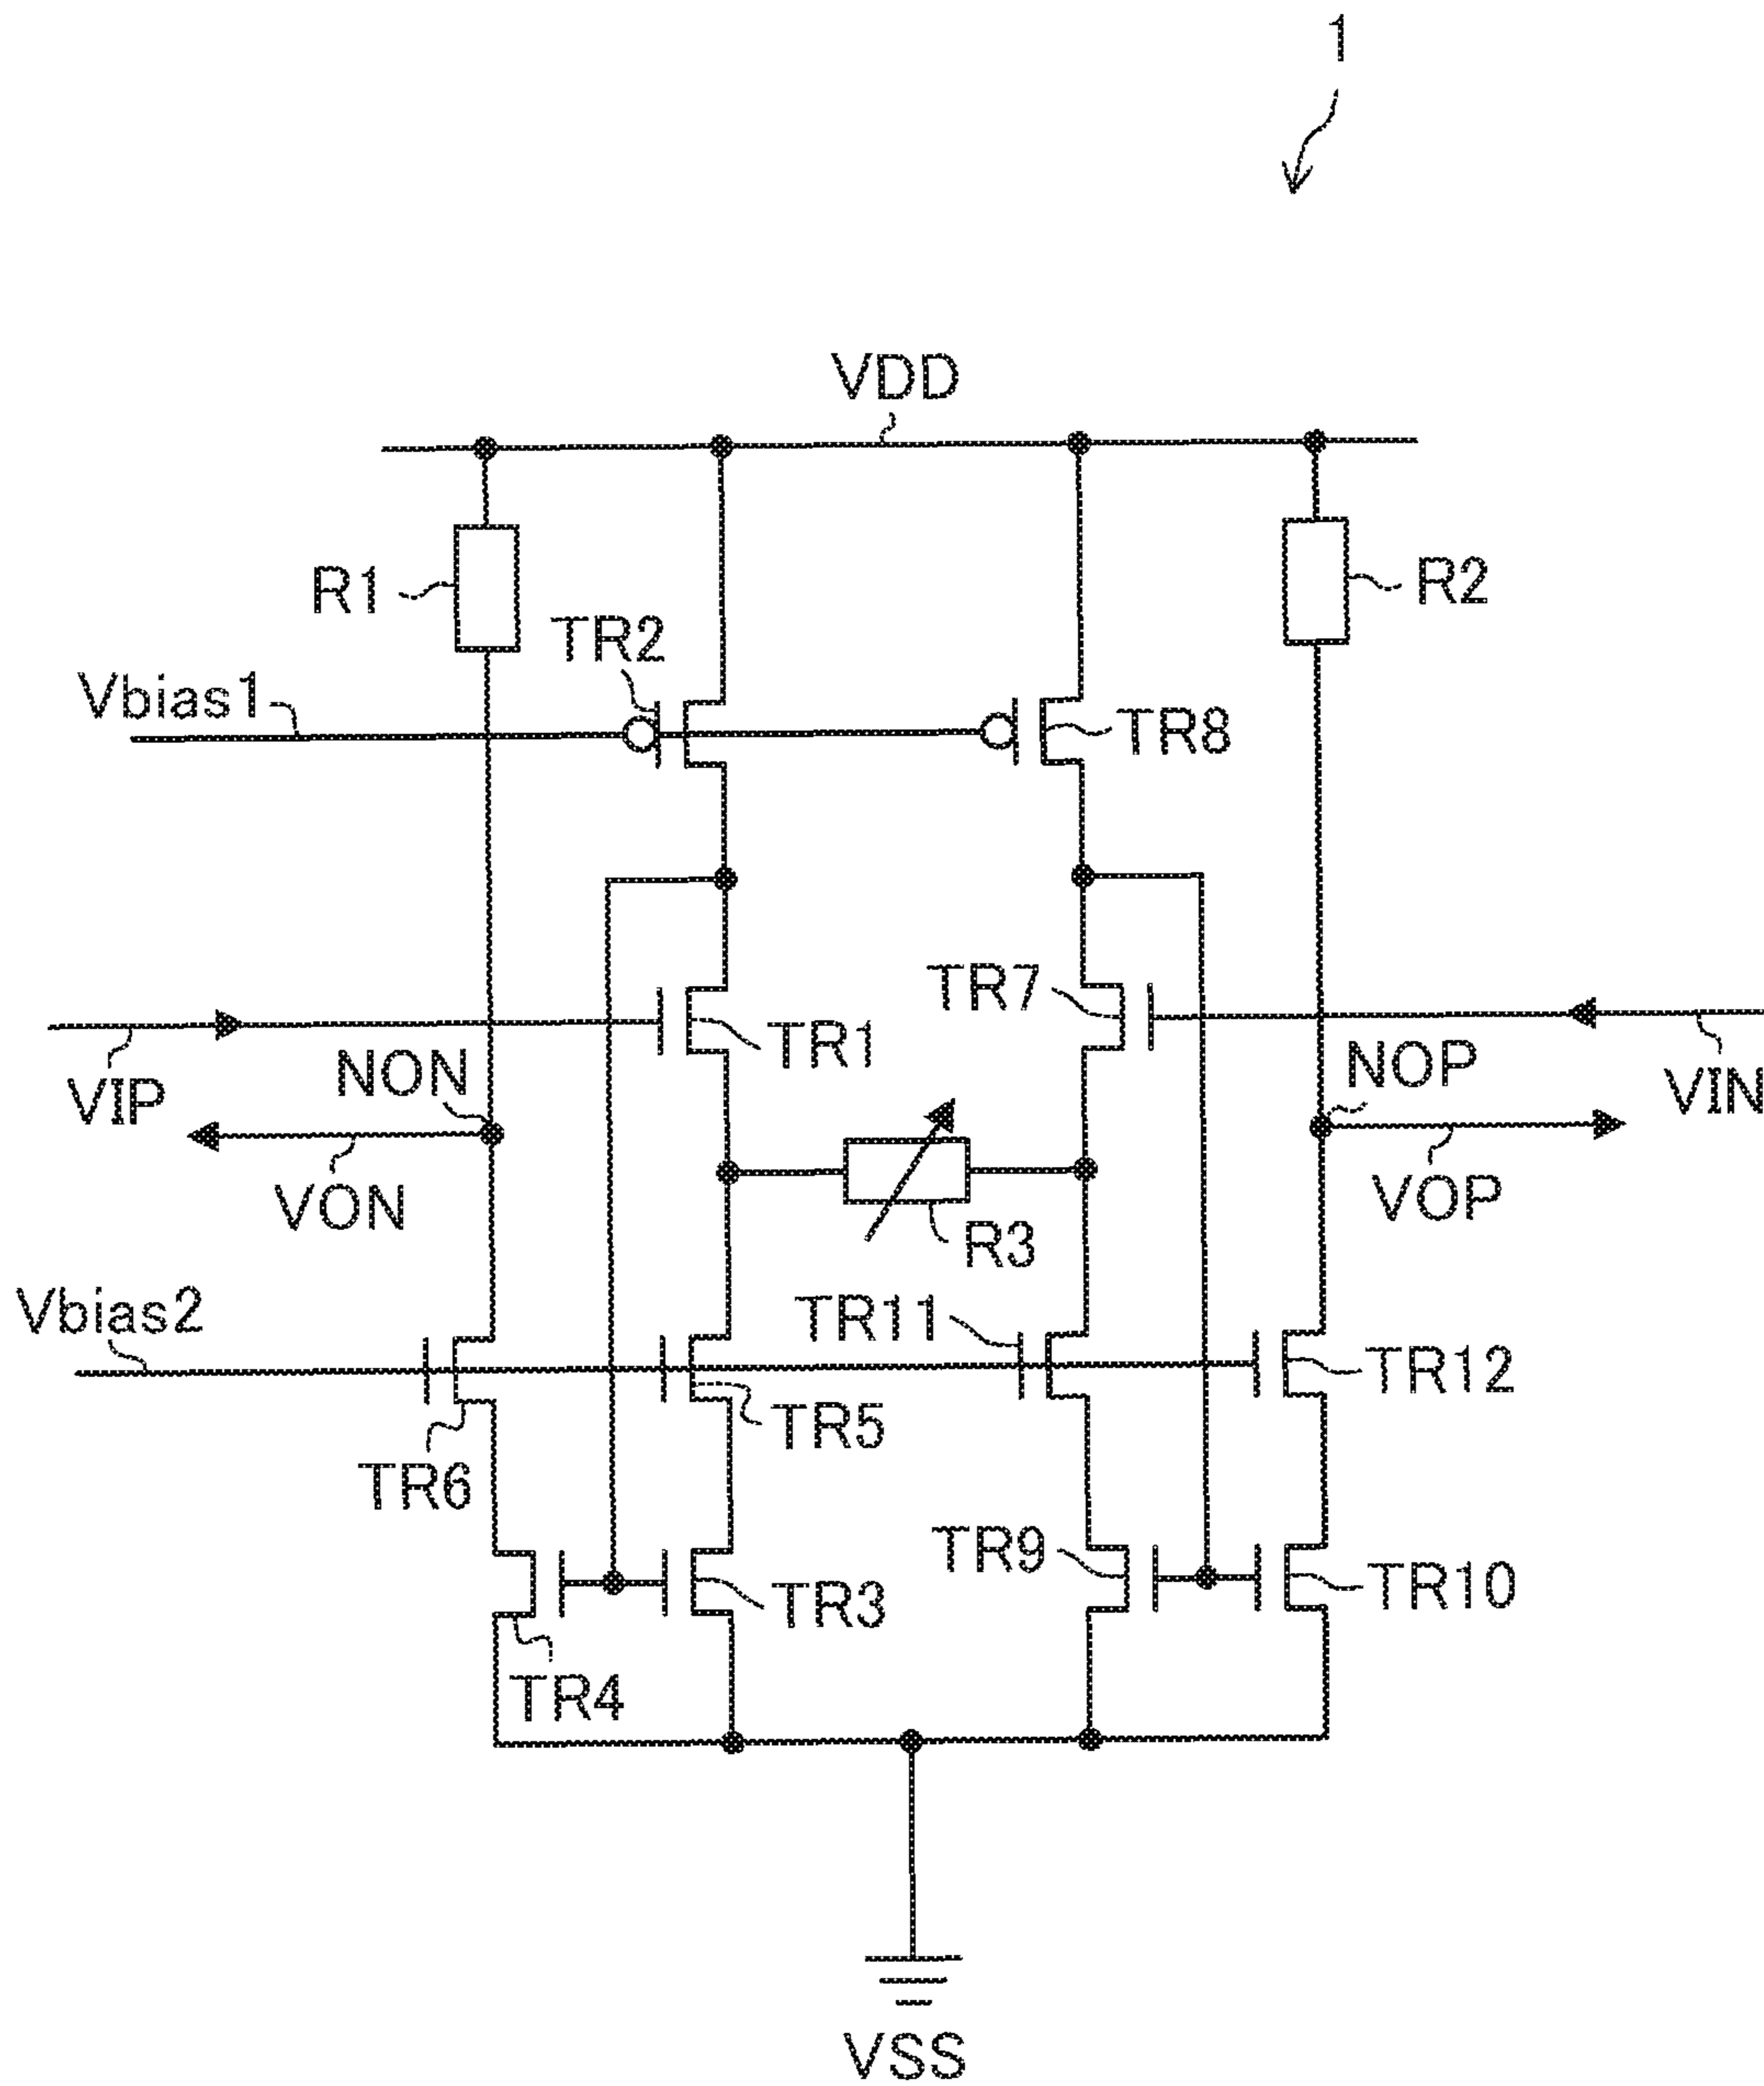 1
VDD
R1
R2
TR2
Vbias1
TR8
TR7
TR1
VIP
NON
NOP
VIN
VON
VOP
R3
Vbias2
TR11
TR12
TR5
TR6
TR9
TR3
TR10
TR4
VSS